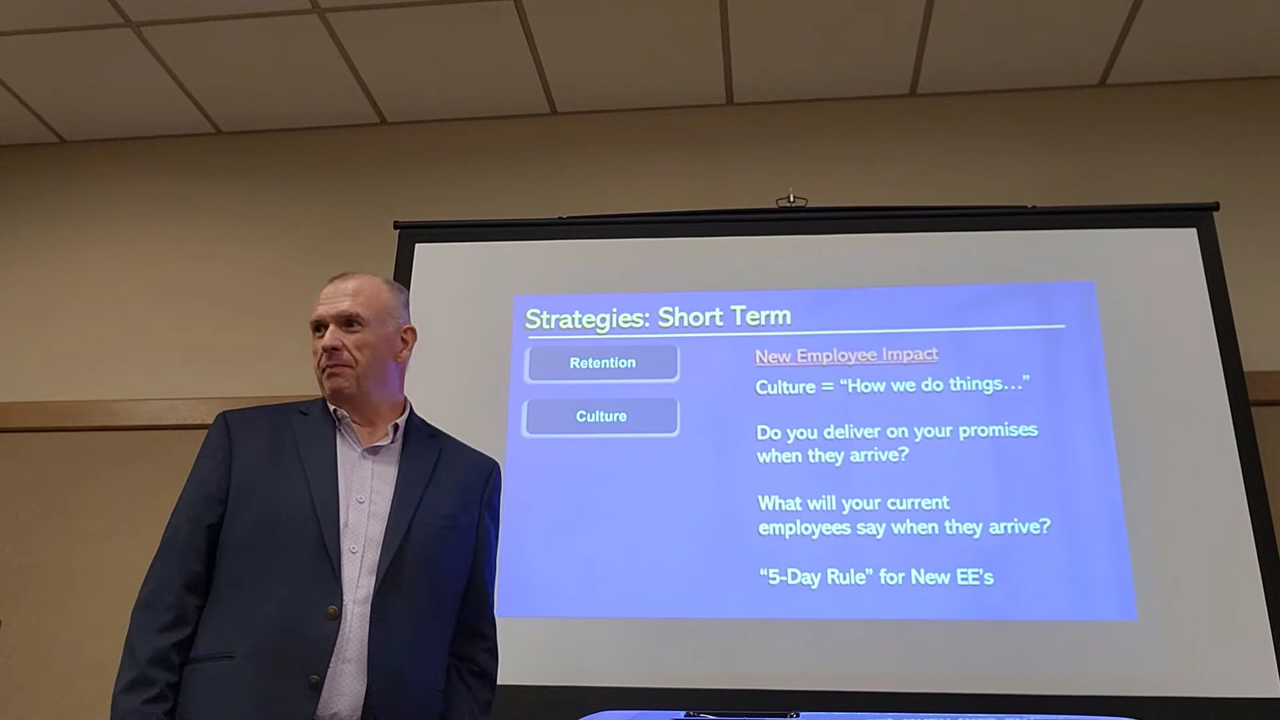 Strategies: Short Term
Retention
Culture
New Employee Impact
Culture = “How we do things...”
Do you deliver on your promises
when they arrive?
What will your current
employees say when they arrive?
“5-Day Rule” for New EE's